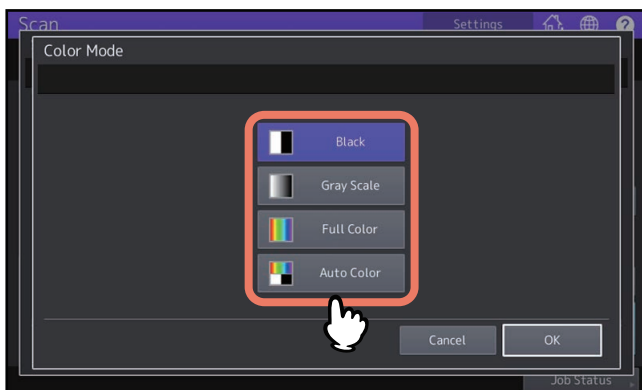 Scan
Settings
?
Color Mode
Black
Gray Scale
Full Color
Auto Color
Cancel
OK
Job Status